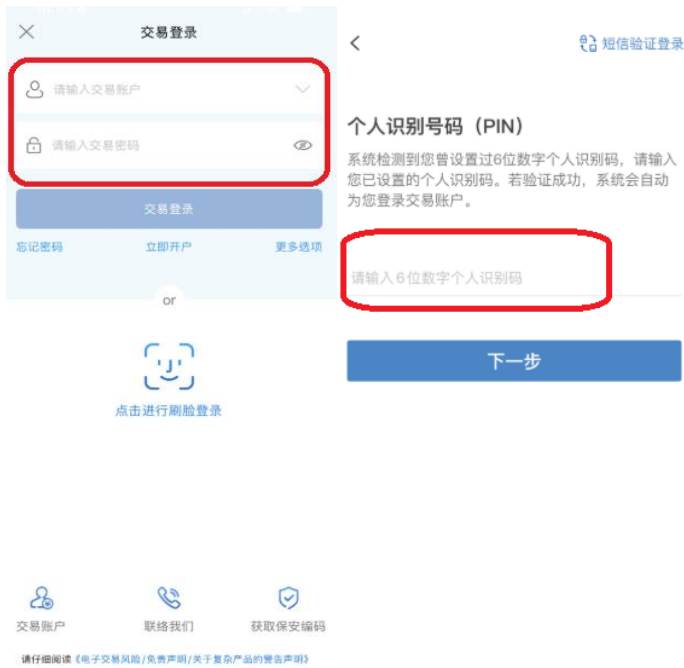 交易登录
请输入交易账户
请输入交易密码
交易登录
忘记密码 立即开户 更多选项
or
点击进行刷脸登录
交易账户 联络我们 获取保安编码
请仔细阅读《电子交易风险/免责声明/关于复杂产品的警告声明》
短信验证登录
个人识别号码（PIN）
系统检测到您曾设置过6位数字个人识别码，请输入
您已设置的个人识别码。若验证成功，系统会自动
为您登录交易账户。
请输入6位数字个人识别码
下一步